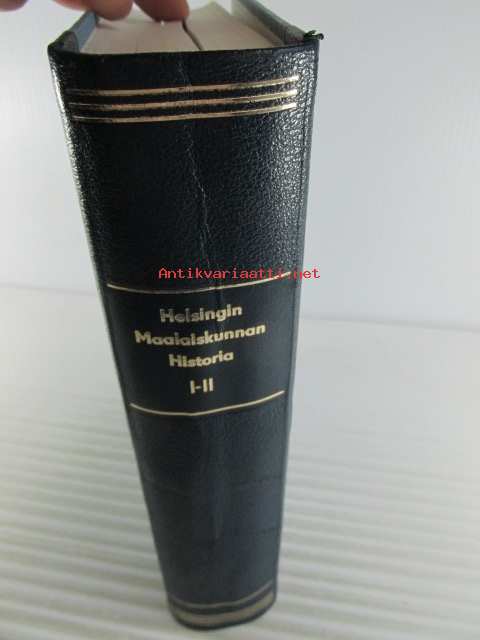 Antikvariaatti.net
Helsingin
Maalaiskunnan
Historia
I-II